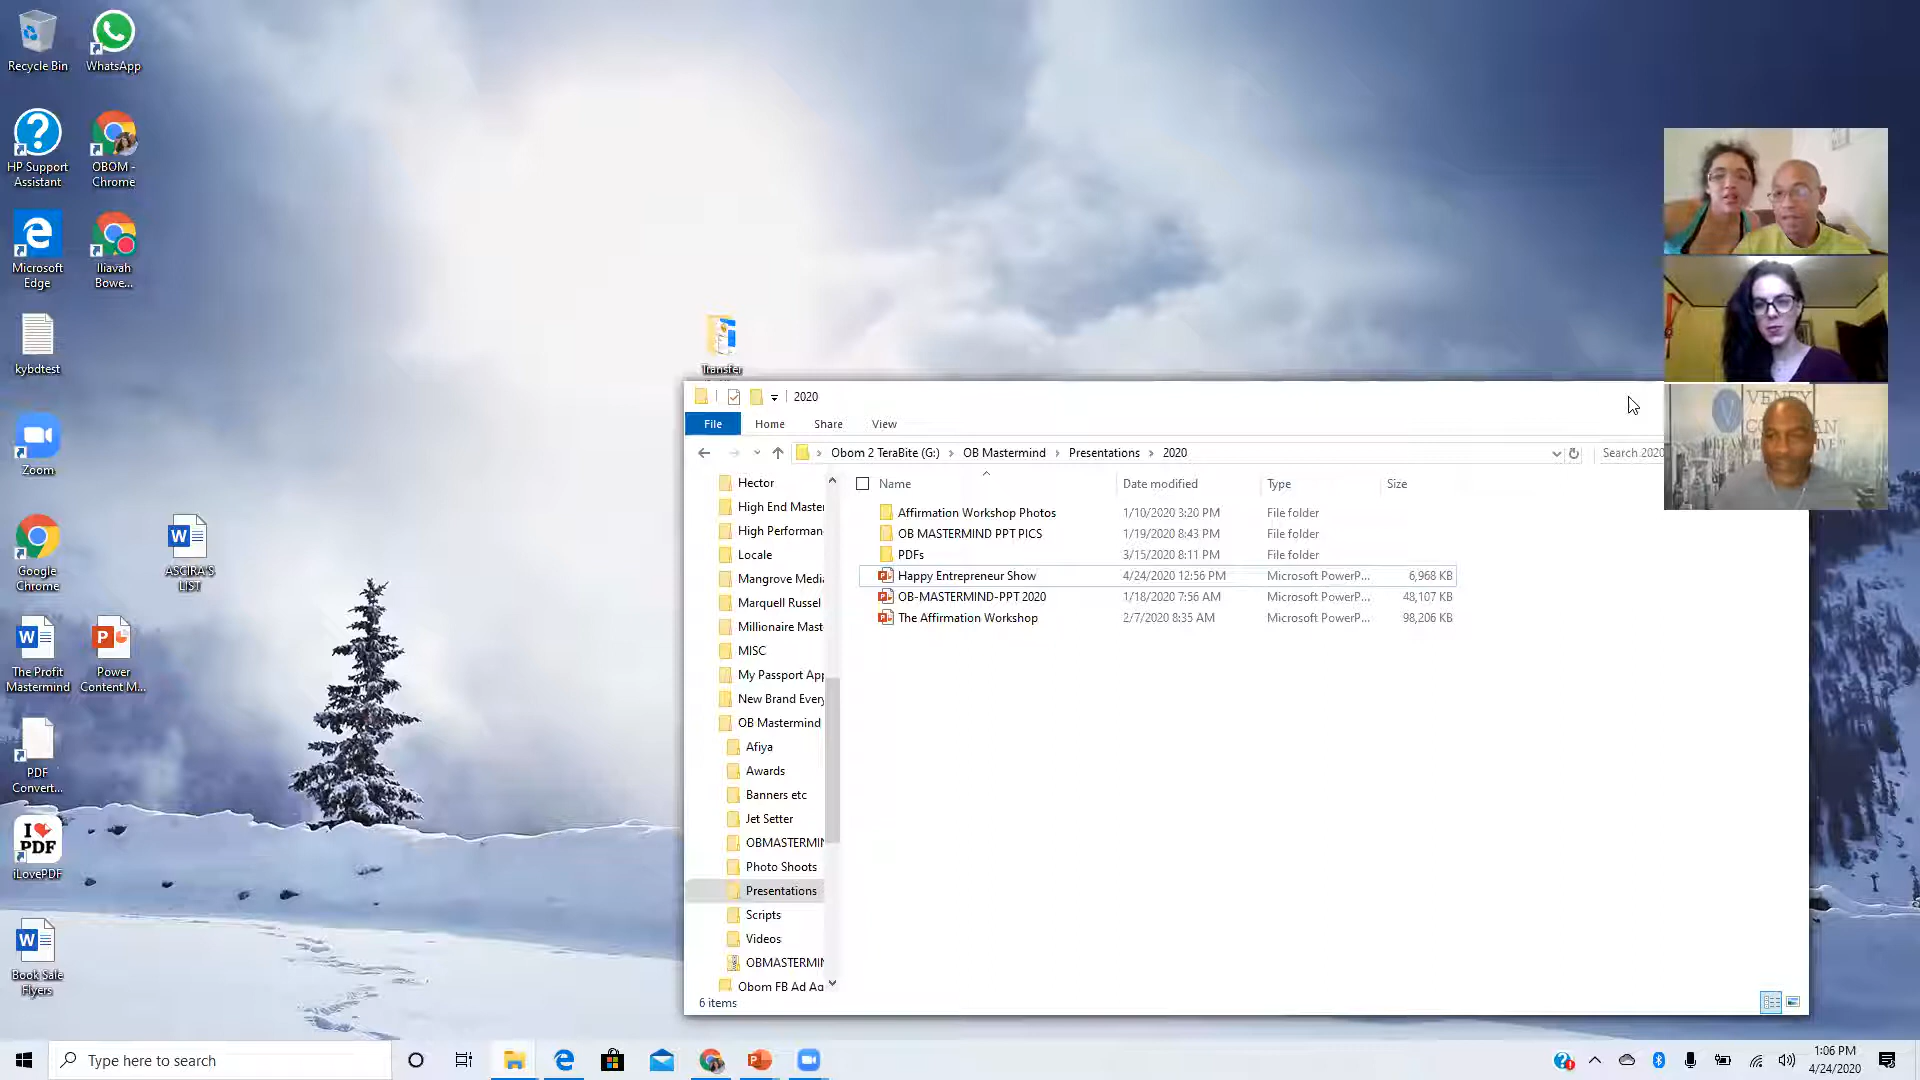 Recycle Bin
WhatsApp
HP Support
Assistant
OBOM -
Chrome
Microsoft
Edge
Iliavah
Bowe...
kybdtest
Zoom
Google
Chrome
ASCIRA'S
LIST
The Profit
Mastermind
Power
Content M...
PDF
Convert...
I
PDF
iLovePDF
Book Sale
Flyers
Transfer
2020
File
Home
Share
View
Obom 2 TeraBite (G:) > OB Mastermind > Presentations > 2020
Search 2020
Hector
High End Master
High Performan
Locale
Mangrove Media
Marquell Russel
Millionaire Mast
MISC
My Passport App
New Brand Every
OB Mastermind
Afiya
Awards
Banners etc
Jet Setter
OBMASTERMIN
Photo Shoots
Presentations
Scripts
Videos
OBMASTERMIN
Obom FB Ad Ag
Name Date modified Type Size
Affirmation Workshop Photos 1/10/2020 3:20 PM File folder
OB MASTERMIND PPT PICS 1/19/2020 8:43 PM File folder
PDFs 3/15/2020 8:11 PM File folder
Happy Entrepreneur Show 4/24/2020 12:56 PM Microsoft PowerP... 6,968 KB
OB-MASTERMIND-PPT 2020 1/18/2020 7:56 AM Microsoft PowerP... 48,107 KB
The Affirmation Workshop 2/7/2020 8:35 AM Microsoft PowerP... 98,206 KB
6 items
VENEY
Type here to search
1:06 PM
4/24/2020